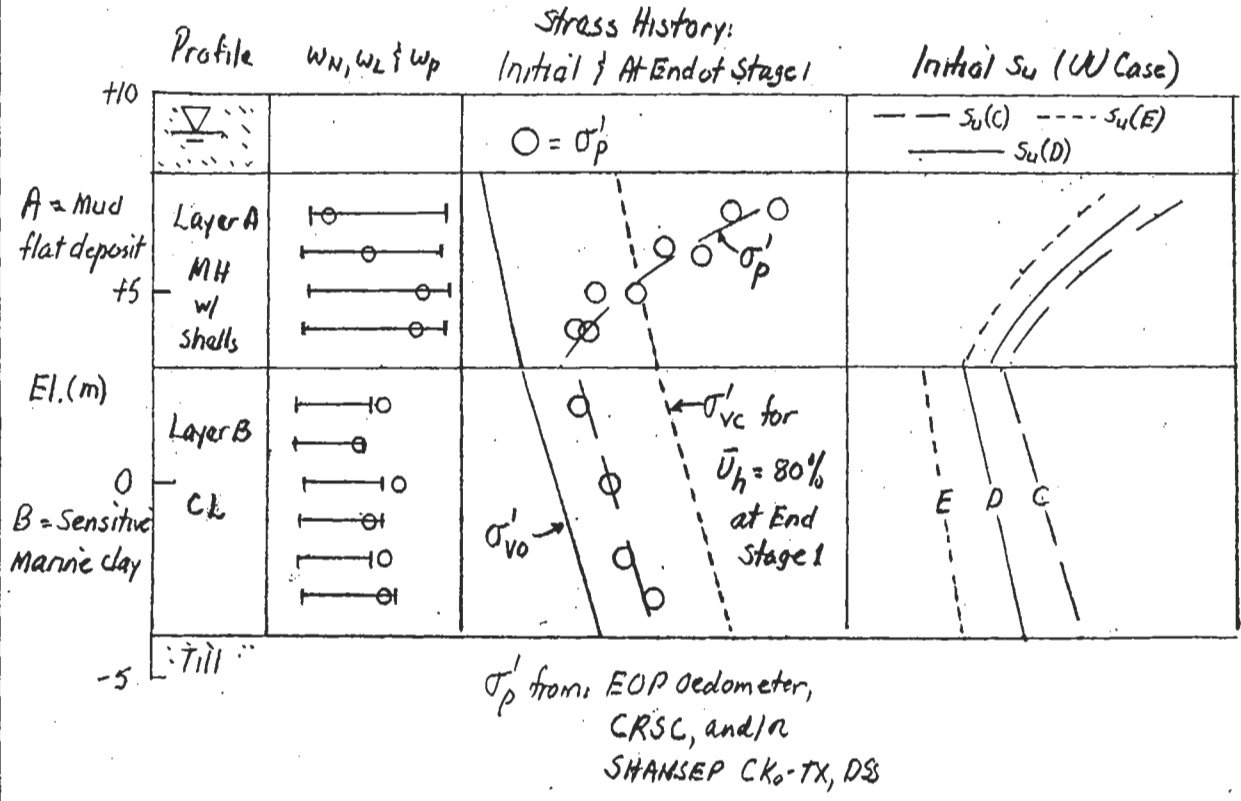 Stress History:
Profile
wN, wL & wp
Initial & At End of Stage 1
Initial Su (UU Case)
+10
O = σ'p
Su(C)
Su(E)
Su(D)
A = Mud
flat deposit
Layer A
MH
w/
shells
σ'p
+5
El.(m)
Layer B
CL
σ'vc for
Ūh = 80%
at End
Stage 1
0
B = Sensitive
Marine clay
σ'vo
E
D
C
Till
-5
σ'p from: EOP Oedometer,
CRSC, and/or
SHANSEP CK₀-TX, DSS